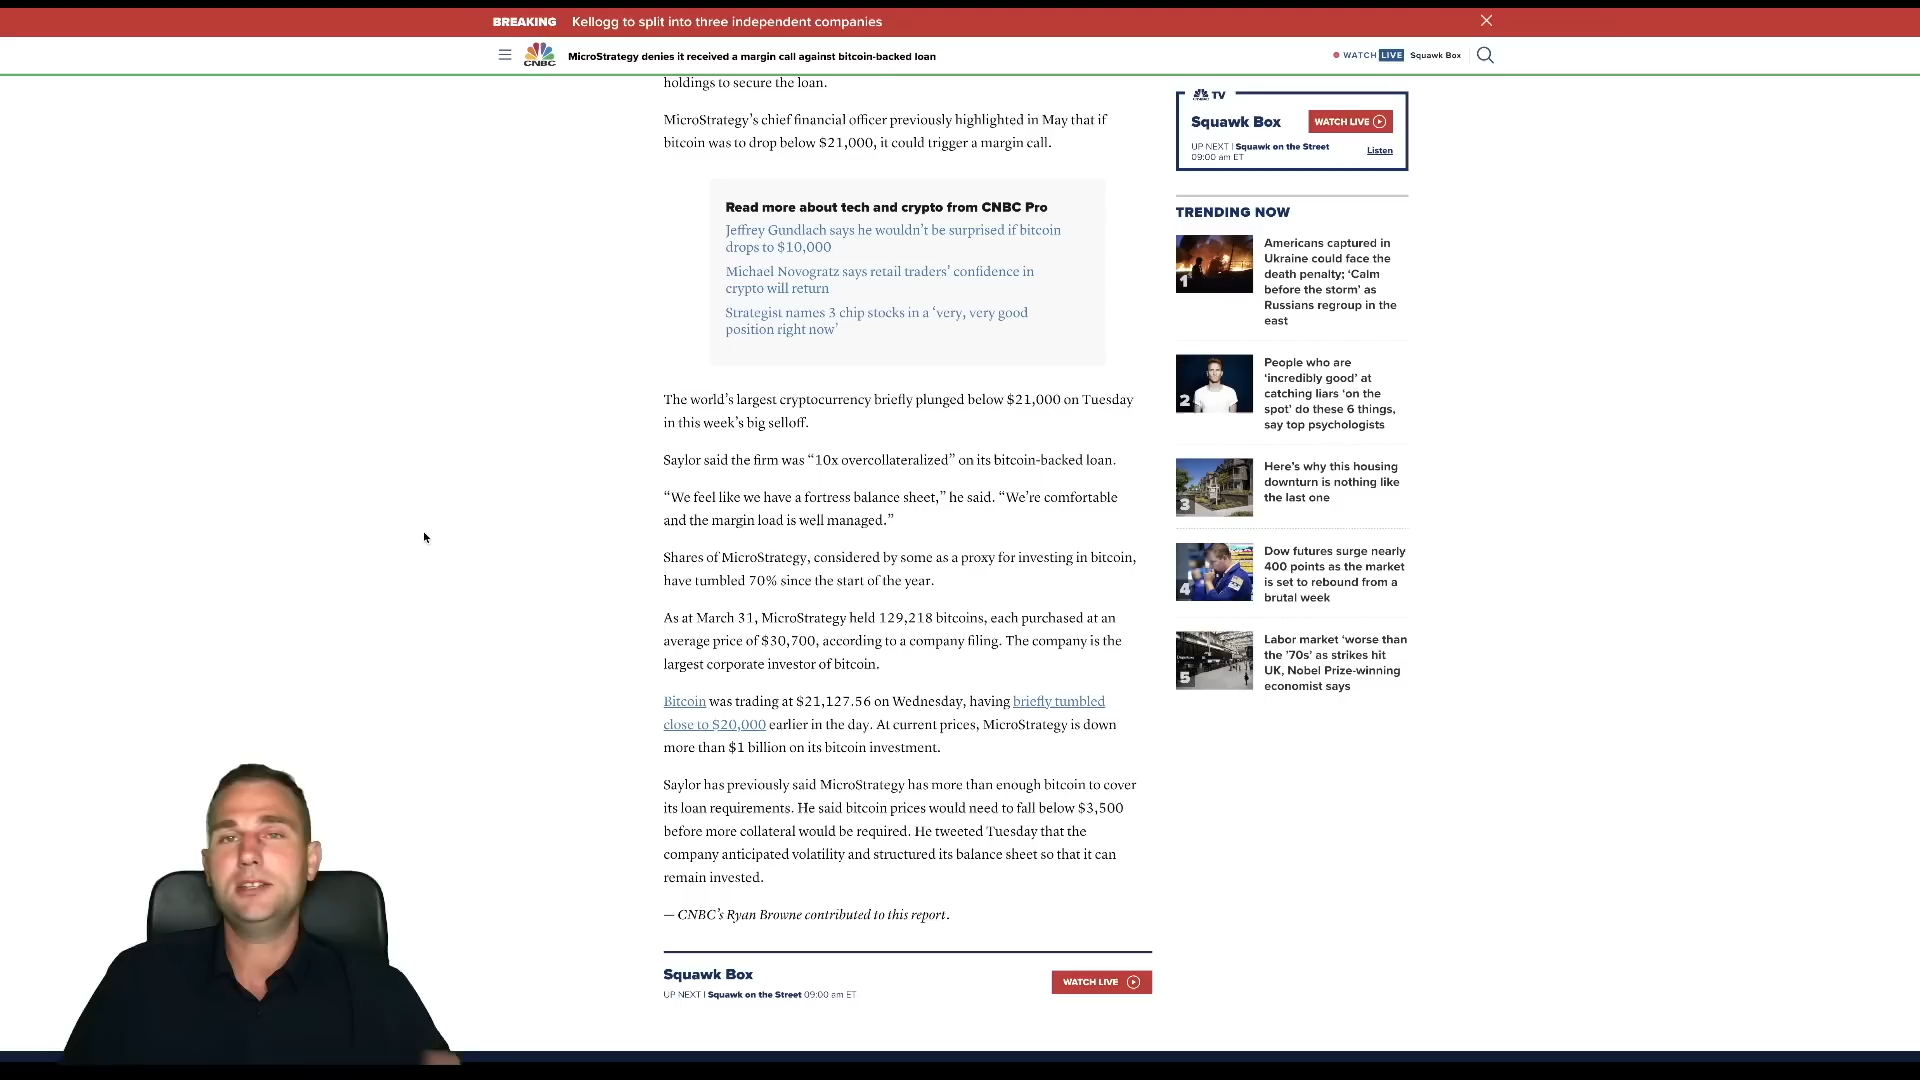 BREAKING Kellogg to split into three independent companies
CNBC
MicroStrategy denies it received a margin call against bitcoin-backed loan
WATCH LIVE Squawk Box
holdings to secure the loan.
MicroStrategy’s chief financial officer previously highlighted in May that if
bitcoin was to drop below $21,000, it could trigger a margin call.
Read more about tech and crypto from CNBC Pro
Jeffrey Gundlach says he wouldn’t be surprised if bitcoin
drops to $10,000
Michael Novogratz says retail traders’ confidence in
crypto will return
Strategist names 3 chip stocks in a ‘very, very good
position right now’
The world’s largest cryptocurrency briefly plunged below $21,000 on Tuesday
in this week’s big selloff.
Saylor said the firm was “10x overcollateralized” on its bitcoin-backed loan.
“We feel like we have a fortress balance sheet,” he said. “We’re comfortable
and the margin load is well managed.”
Shares of MicroStrategy, considered by some as a proxy for investing in bitcoin,
have tumbled 70% since the start of the year.
As at March 31, MicroStrategy held 129,218 bitcoins, each purchased at an
average price of $30,700, according to a company filing. The company is the
largest corporate investor of bitcoin.
Bitcoin was trading at $21,127.56 on Wednesday, having briefly tumbled
close to $20,000 earlier in the day. At current prices, MicroStrategy is down
more than $1 billion on its bitcoin investment.
Saylor has previously said MicroStrategy has more than enough bitcoin to cover
its loan requirements. He said bitcoin prices would need to fall below $3,500
before more collateral would be required. He tweeted Tuesday that the
company anticipated volatility and structured its balance sheet so that it can
remain invested.
— CNBC’s Ryan Browne contributed to this report.
Squawk Box
WATCH LIVE
UP NEXT | Squawk on the Street 09:00 am ET
TV
Squawk Box
WATCH LIVE
UP NEXT | Squawk on the Street
09:00 am ET
Listen
TRENDING NOW
1
Americans captured in
Ukraine could face the
death penalty; ‘Calm
before the storm’ as
Russians regroup in the
east
2
People who are
‘incredibly good’ at
catching liars ‘on the
spot’ do these 6 things,
say top psychologists
3
Here’s why this housing
downturn is nothing like
the last one
4
Dow futures surge nearly
400 points as the market
is set to rebound from a
brutal week
5
Labor market ‘worse than
the ’70s’ as strikes hit
UK, Nobel Prize-winning
economist says